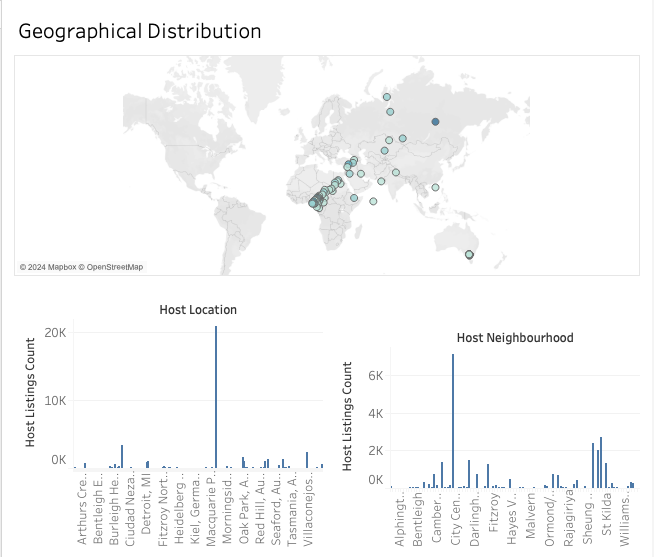 Geographical Distribution
© 2024 Mapbox © OpenStreetMap
Host Location
Host Listings Count
20K
10K
0K
Arthurs Cre..
Bentleigh E..
Burleigh He..
Ciudad Neza..
Detroit, MI
Fitzroy Nort..
Heidelberg ..
Kiel, Germa..
Macquarie P..
Morningsid..
Oak Park, A..
Red Hill, Au..
Seaford, Au..
Tasmania, A..
Villaconejos..
Host Neighbourhood
Host Listings Count
6K
4K
2K
0K
Alphingt..
Bentleigh
Camber..
City Cen..
Darlingh..
Fitzroy
Hayes V..
Malvern
Ormond/..
Rajagiriya
Sheung ..
St Kilda
Williams..